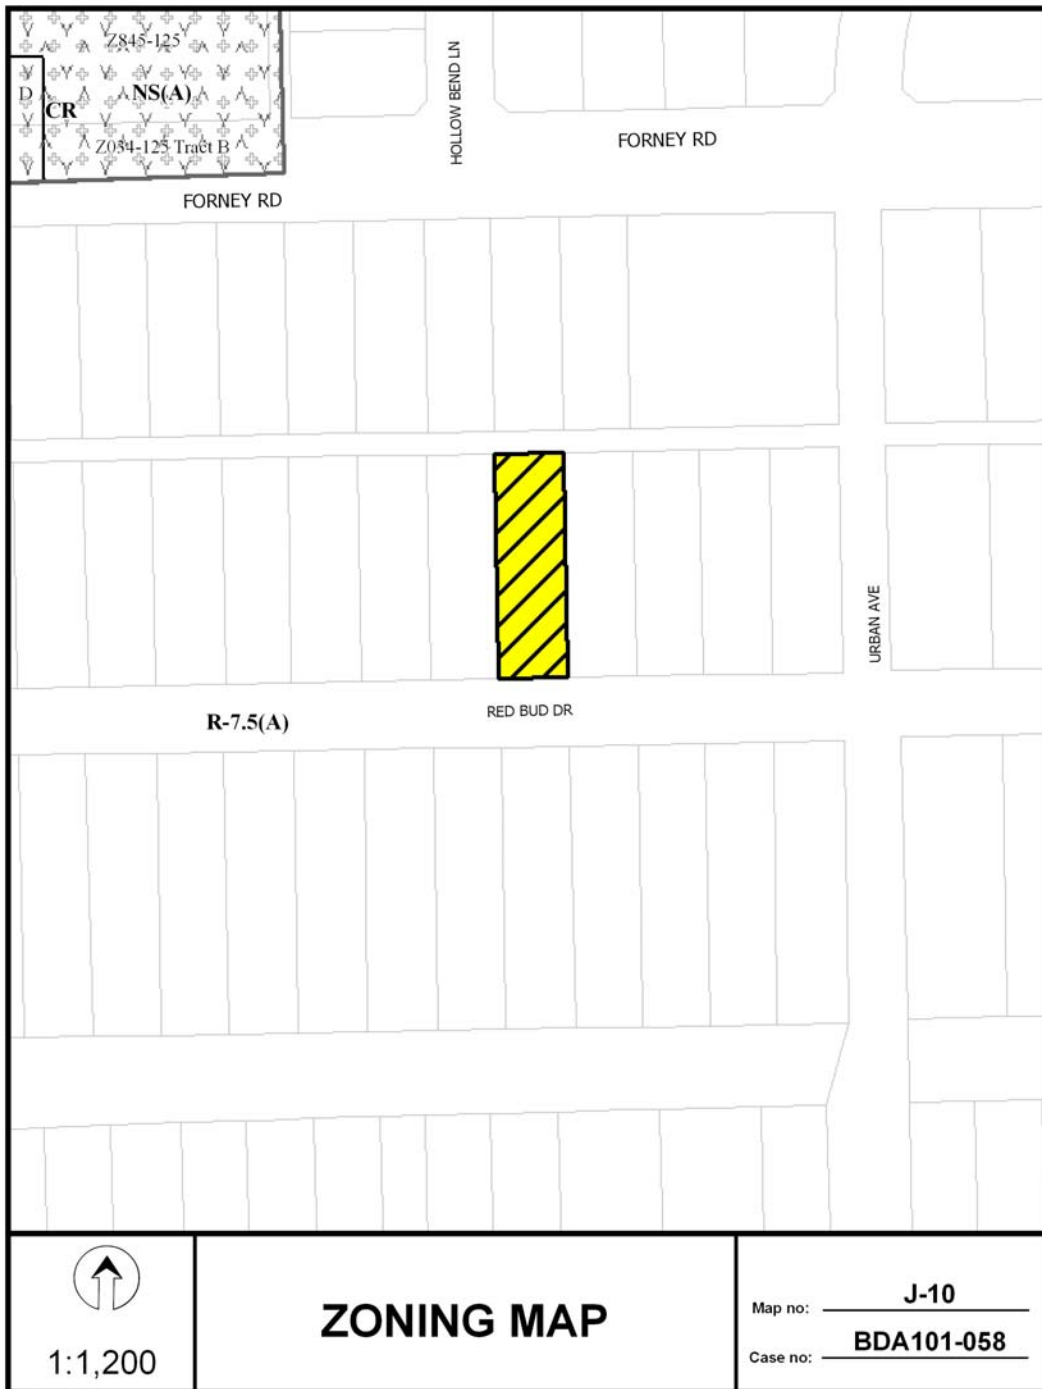 Z845-125
HOLLOW BEND LN
D
CR
NS(A)
Z034-125 Tract B
FORNEY RD
FORNEY RD
URBAN AVE
R-7.5(A)
RED BUD DR
1:1,200
ZONING MAP
Map no: J-10
Case no: BDA101-058